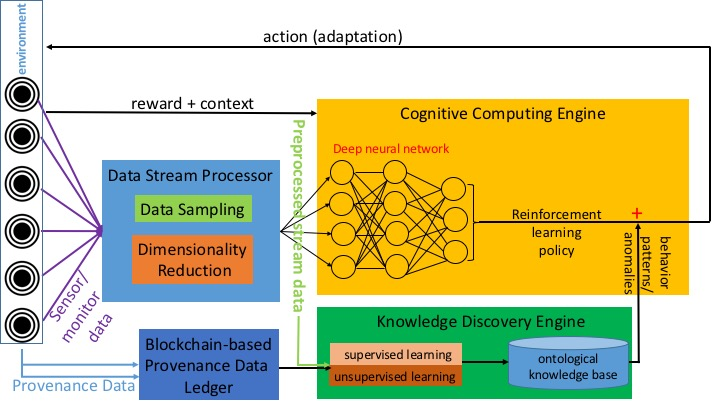 environment
action (adaptation)
reward + context
Cognitive Computing Engine
Deep neural network
Preprocessed stream data
Data Stream Processor
Data Sampling
Dimensionality
Reduction
Reinforcement
learning
policy
+
behavior
patterns/
anomalies
Sensor/
monitor
data
Knowledge Discovery Engine
Blockchain-based
Provenance Data
Ledger
supervised learning
unsupervised learning
ontological
knowledge base
Provenance Data